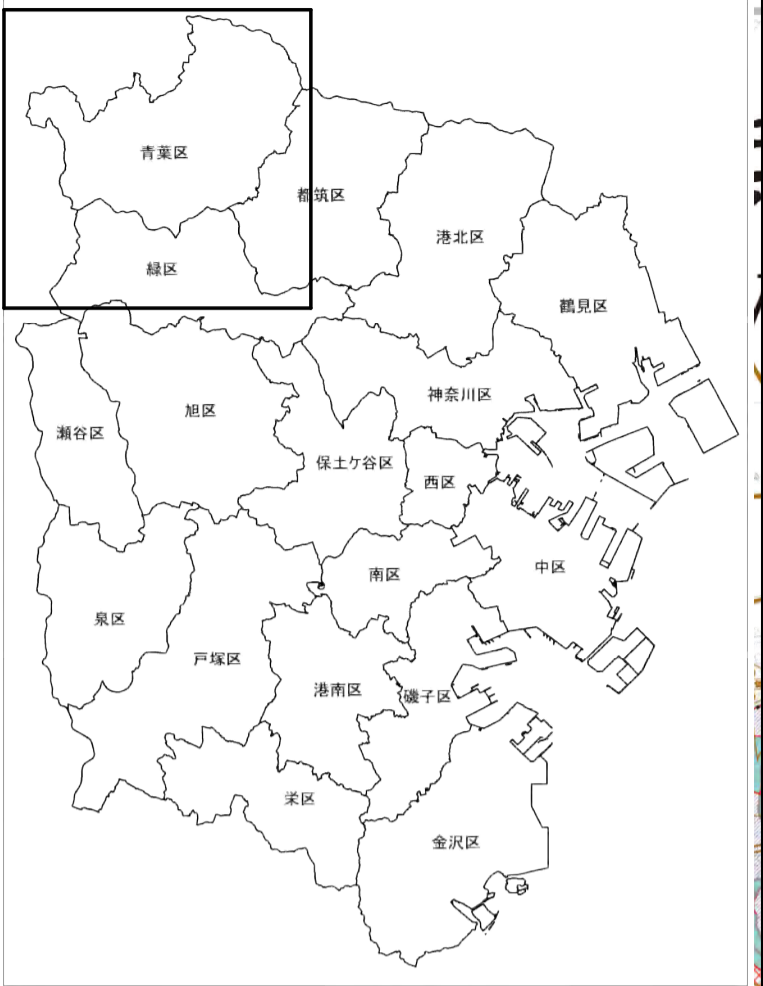 青葉区
都筑区
港北区
緑区
鶴見区
神奈川区
旭区
瀬谷区
保土ケ谷区
西区
中区
南区
泉区
戸塚区
港南区
磯子区
栄区
金沢区